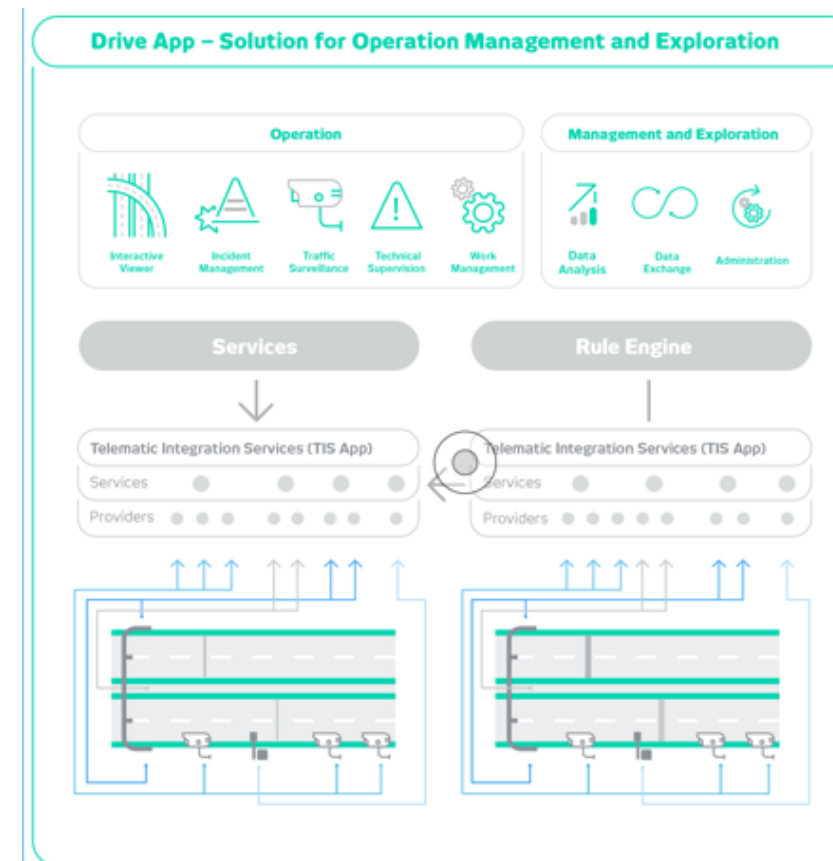 Drive App – Solution for Operation Management and Exploration
Operation
Management and Exploration
Interactive
Viewer
Incident
Management
Traffic
Surveillance
Technical
Supervision
Work
Management
Data
Analysis
Data
Exchange
Administration
Services
Rule Engine
Telematic Integration Services (TIS App)
Services
Providers
Telematic Integration Services (TIS App)
Services
Providers